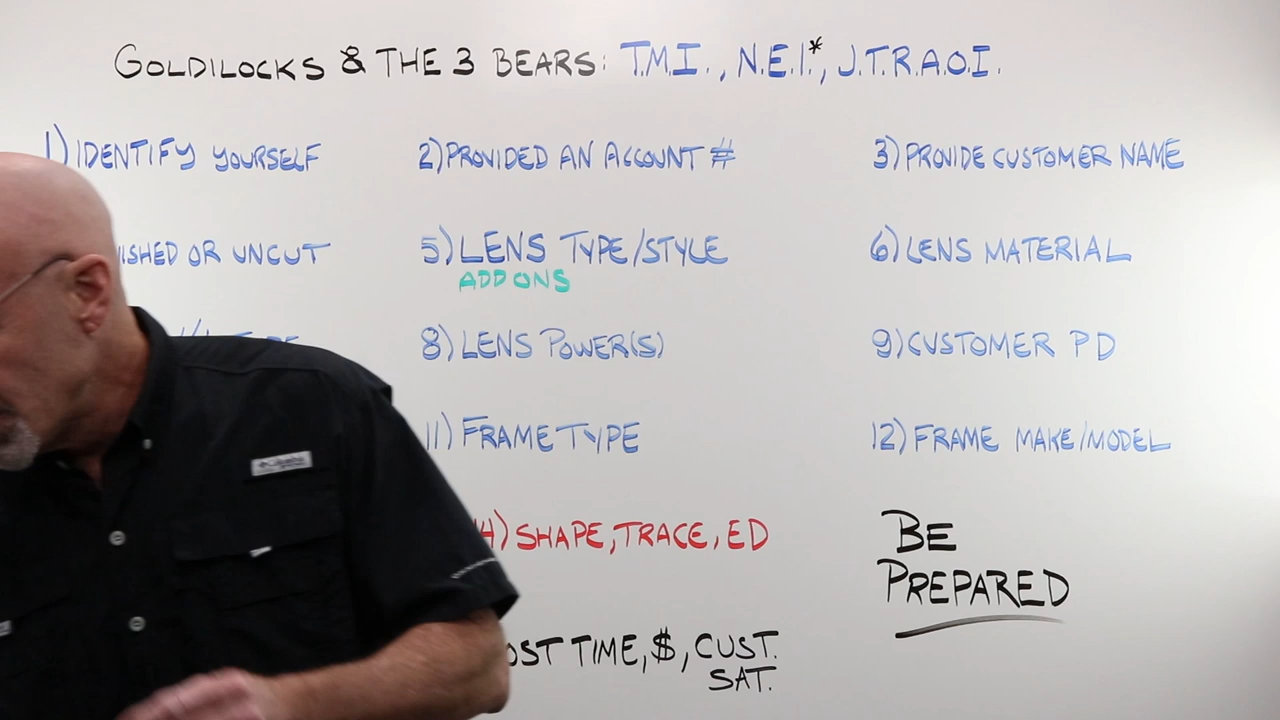 GOLDILOCKS & THE 3 BEARS: T.M.I., N.E.I.*, J.T.R.A.O.I.
1) IDENTIFY YOURSELF
2) PROVIDED AN ACCOUNT #
3) PROVIDE CUSTOMER NAME
OR UNCUT
5) LENS TYPE/STYLE
ADD ONS
6) LENS MATERIAL
8) LENS POWER(S)
9) CUSTOMER PD
11) FRAME TYPE
12) FRAME MAKE/MODEL
14) SHAPE, TRACE, ED
BE
PREPARED
TIME, $, CUST.
SAT.
Columbia